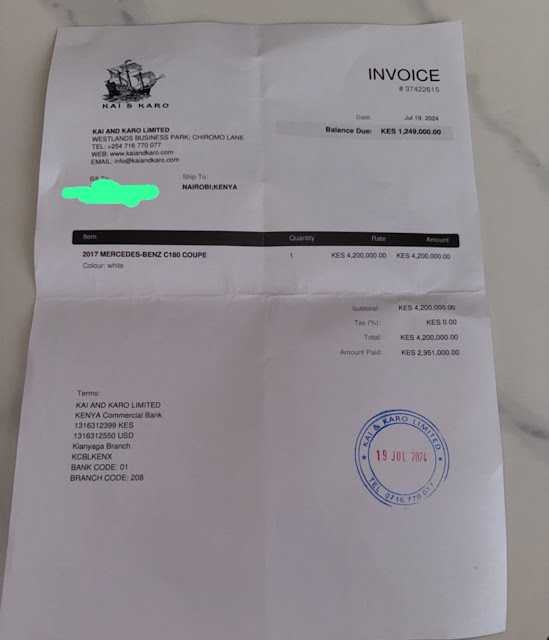 KAI & KARO
INVOICE
# 37422615
Date: Jul 19, 2024
Balance Due: KES 1,249,000.00
KAI AND KARO LIMITED
WESTLANDS BUSINESS PARK; CHIROMO LANE
TEL: +254 716 770 077
WEB: www.kaiandkaro.com
EMAIL: info@kaiandkaro.com
Bill To:
Ship To:
NAIROBI;KENYA
Item Quantity Rate Amount
2017 MERCEDES-BENZ C180 COUPE 1 KES 4,200,000.00 KES 4,200,000.00
Colour: white
Subtotal: KES 4,200,000.00
Tax (%): KES 0.00
Total: KES 4,200,000.00
Amount Paid: KES 2,951,000.00
Terms:
KAI AND KARO LIMITED
KENYA Commercial Bank
1316312399 KES
1316312550 USD
Kianyaga Branch
KCBLKENX
BANK CODE: 01
BRANCH CODE: 208
KAI & KARO LIMITED
19 JUL 2024
TEL 0716 770 077